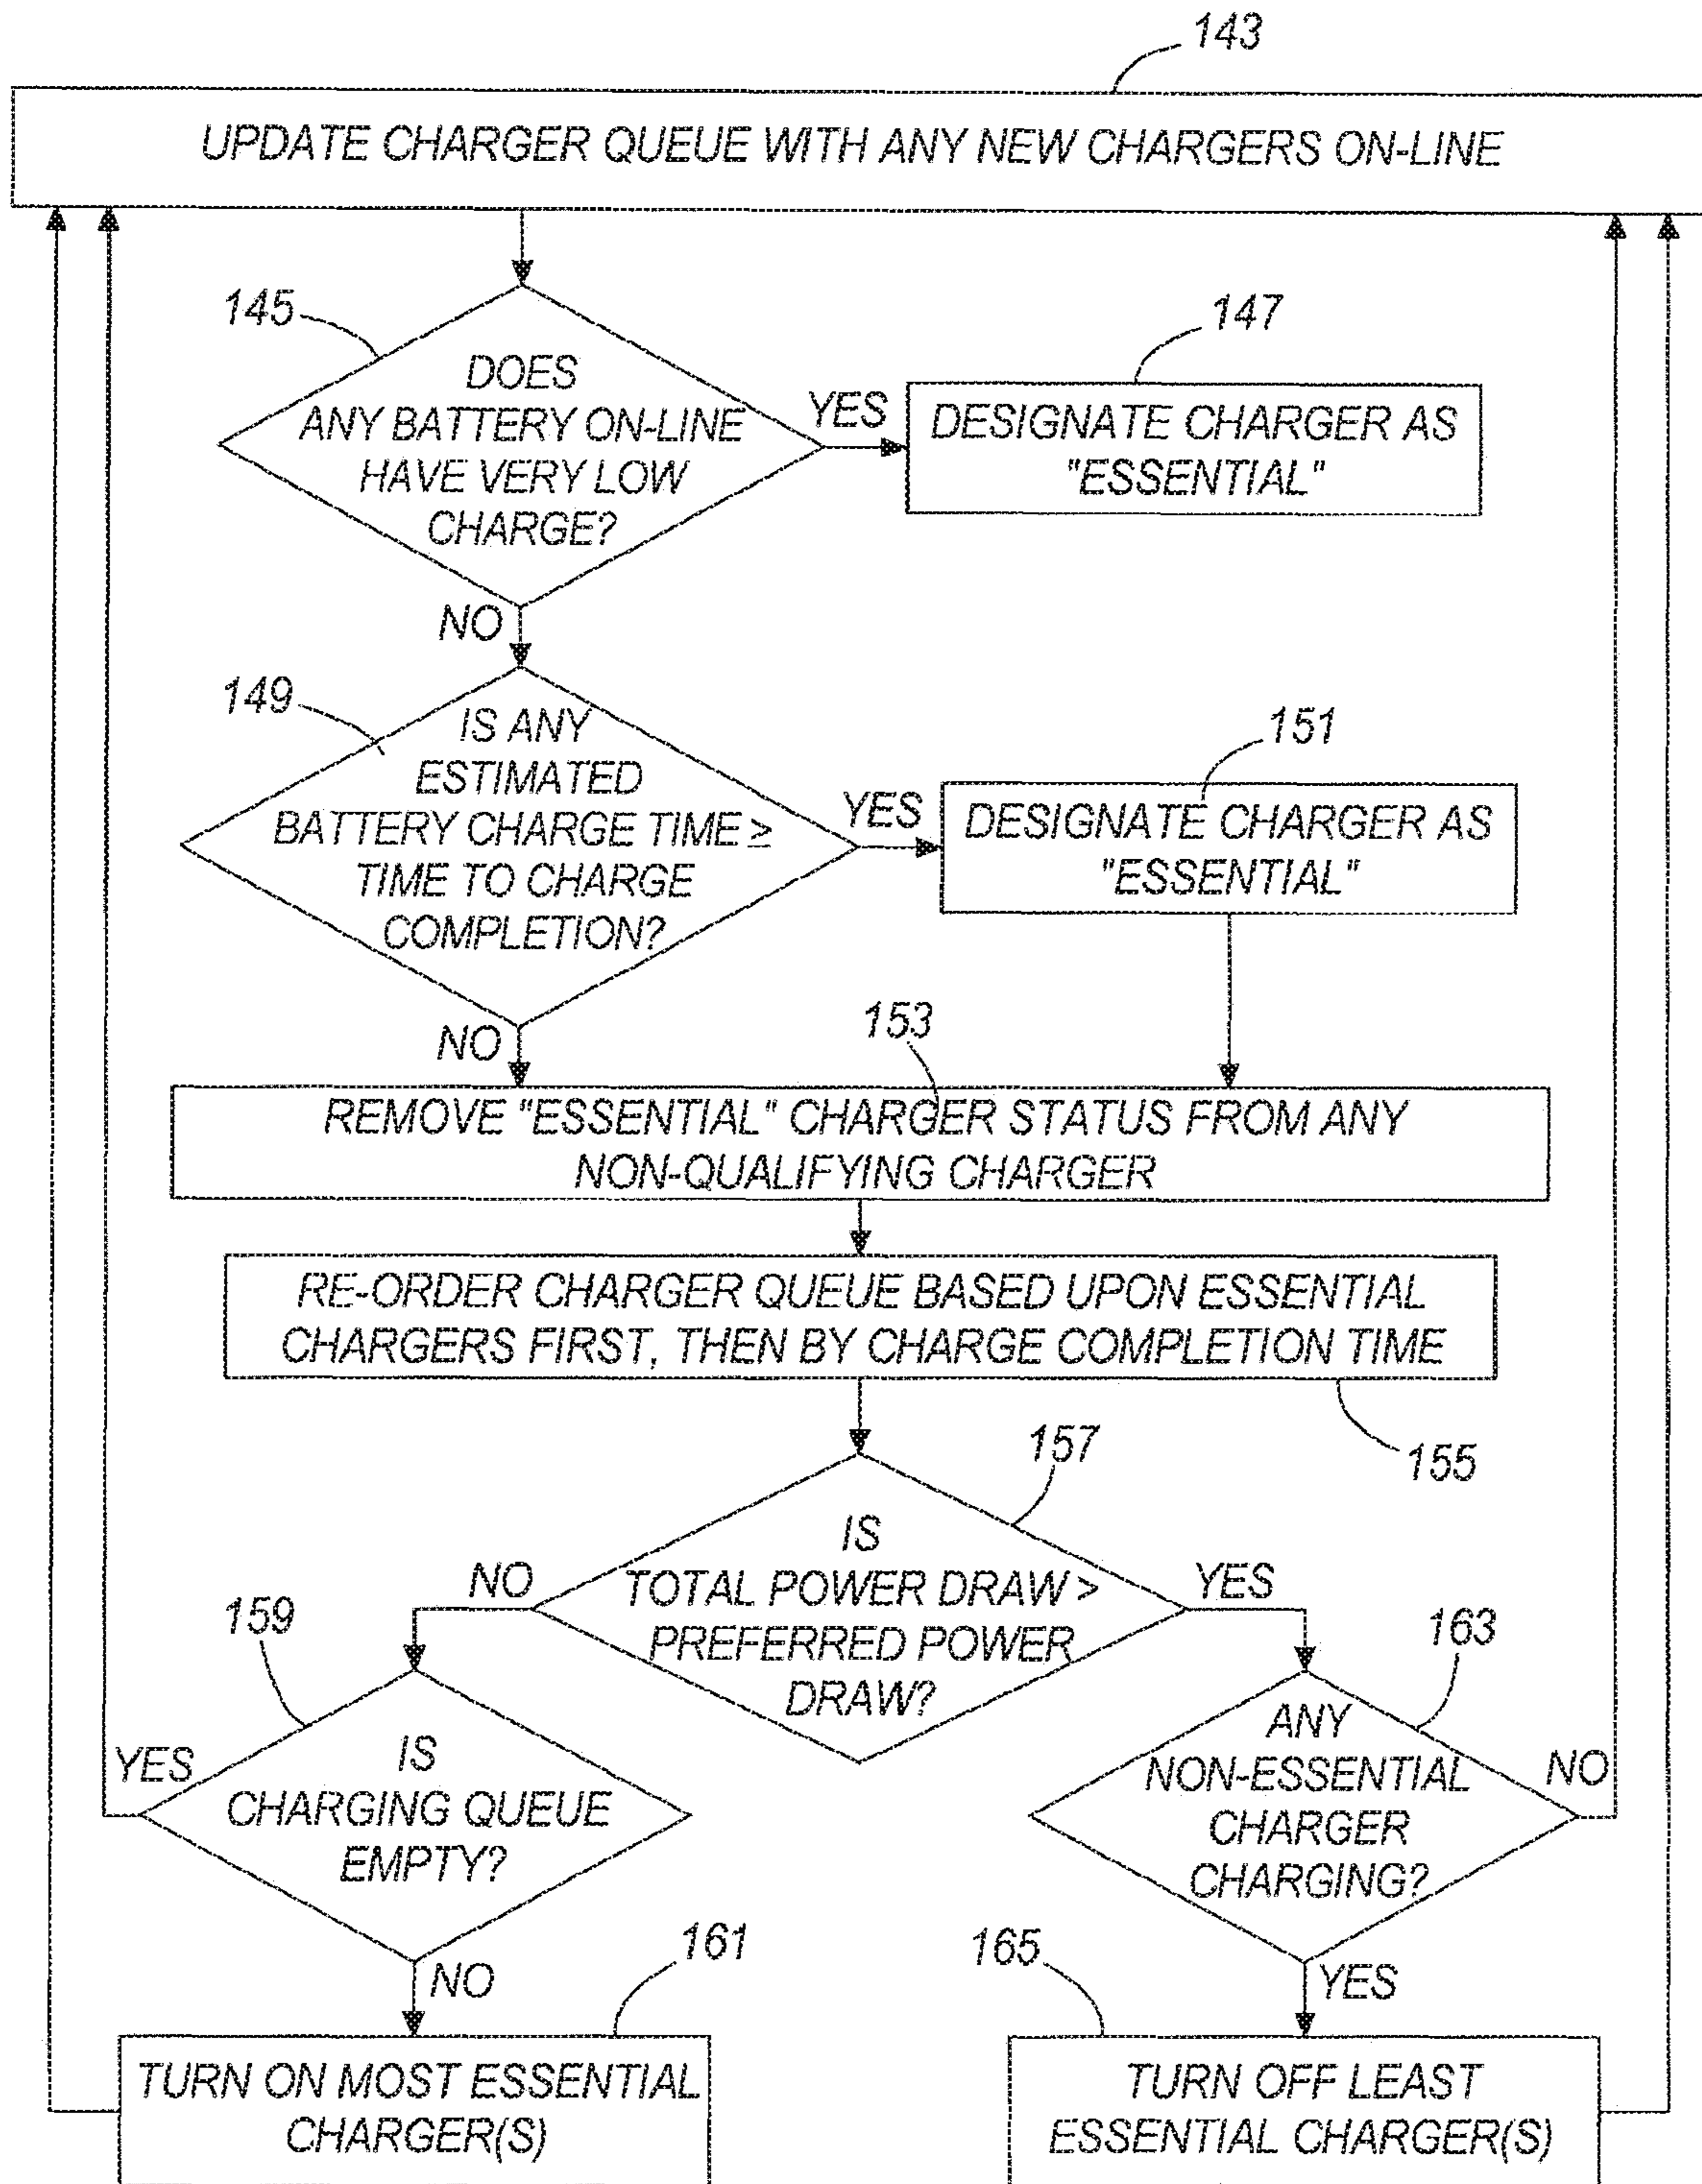 143
UPDATE CHARGER QUEUE WITH ANY NEW CHARGERS ON-LINE
145
DOES
ANY BATTERY ON-LINE
HAVE VERY LOW
CHARGE?
YES
147
DESIGNATE CHARGER AS
"ESSENTIAL"
NO
149
IS ANY
ESTIMATED
BATTERY CHARGE TIME ≥
TIME TO CHARGE
COMPLETION?
YES
151
DESIGNATE CHARGER AS
"ESSENTIAL"
NO
153
REMOVE "ESSENTIAL" CHARGER STATUS FROM ANY
NON-QUALIFYING CHARGER
RE-ORDER CHARGER QUEUE BASED UPON ESSENTIAL
CHARGERS FIRST, THEN BY CHARGE COMPLETION TIME
155
157
IS
TOTAL POWER DRAW >
PREFERRED POWER
DRAW?
NO
YES
159
IS
CHARGING QUEUE
EMPTY?
YES
163
ANY
NON-ESSENTIAL
CHARGER
CHARGING?
NO
NO
161
TURN ON MOST ESSENTIAL
CHARGER(S)
YES
165
TURN OFF LEAST
ESSENTIAL CHARGER(S)